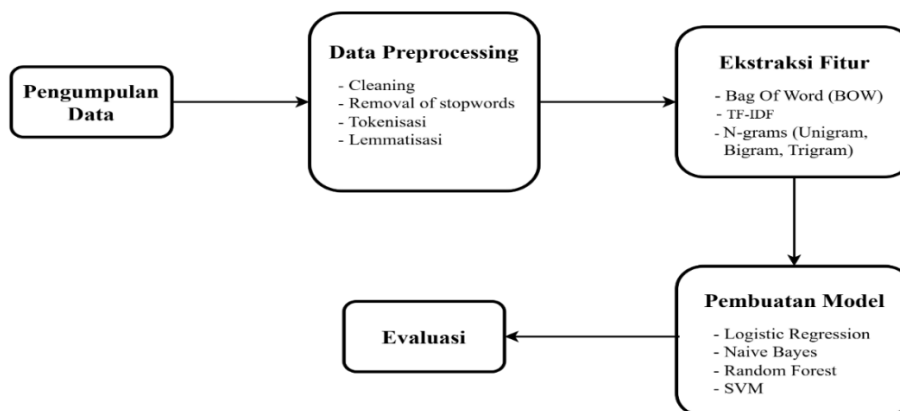 Pengumpulan
Data
Data Preprocessing
- Cleaning
- Removal of stopwords
- Tokenisasi
- Lemmatisasi
Ekstraksi Fitur
- Bag Of Word (BOW)
- TF-IDF
- N-grams (Unigram,
Bigram, Trigram)
Pembuatan Model
- Logistic Regression
- Naive Bayes
- Random Forest
- SVM
Evaluasi